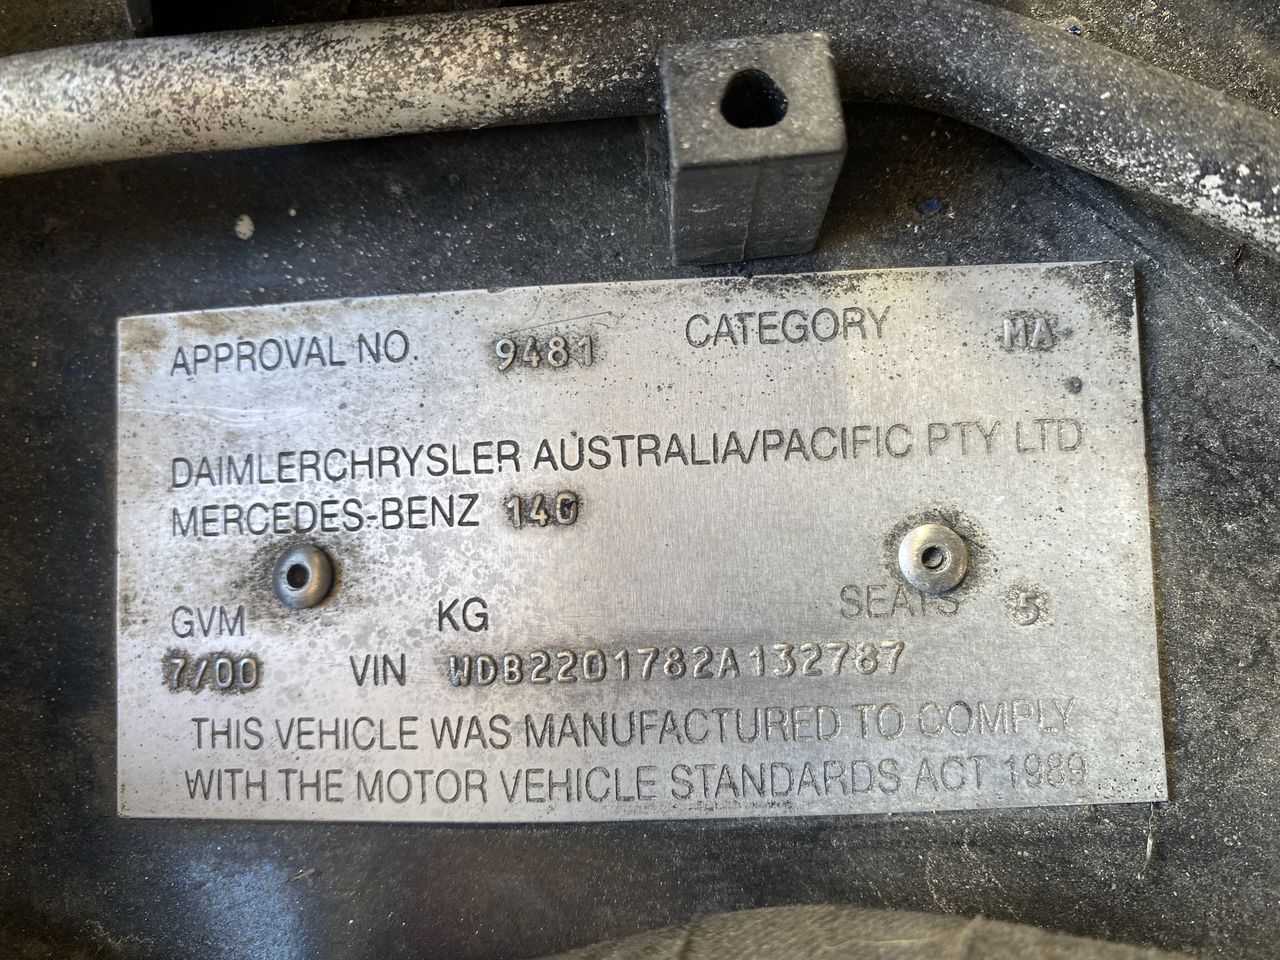 APPROVAL NO. 9481 CATEGORY MA
DAIMLERCHRYSLER AUSTRALIA/PACIFIC PTY LTD
MERCEDES-BENZ 140
GVM KG SEATS 5
7/00 VIN WDB2201782A132787
THIS VEHICLE WAS MANUFACTURED TO COMPLY
WITH THE MOTOR VEHICLE STANDARDS ACT 1989